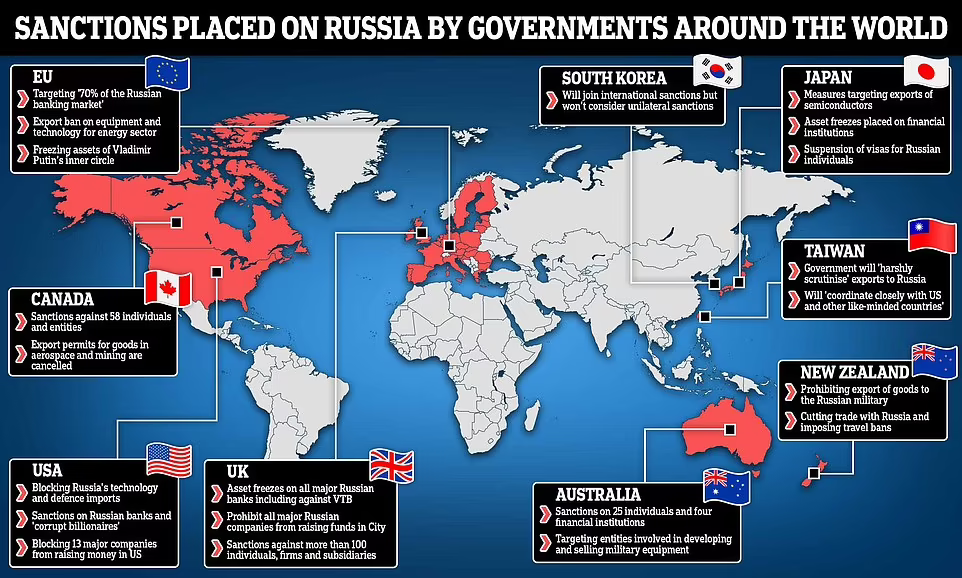 SANCTIONS PLACED ON RUSSIA BY GOVERNMENTS AROUND THE WORLD
EU
Targeting '70% of the Russian
banking market'
Export ban on equipment and
technology for energy sector
Freezing assets of Vladimir
Putin's inner circle
SOUTH KOREA
Will join international sanctions but
won't consider unilateral sanctions
JAPAN
Measures targeting exports of
semiconductors
Asset freezes placed on financial
institutions
Suspension of visas for Russian
individuals
TAIWAN
Government will 'harshly
scrutinise' exports to Russia
Will 'coordinate closely with US
and other like-minded countries'
CANADA
Sanctions against 58 individuals
and entities
Export permits for goods in
aerospace and mining are
cancelled
NEW ZEALAND
Prohibiting export of goods to
the Russian military
Cutting trade with Russia and
imposing travel bans
USA
Blocking Russia's technology
and defence imports
Sanctions on Russian banks and
'corrupt billionaires'
Blocking 13 major companies
from raising money in US
UK
Asset freezes on all major Russian
banks including against VTB
Prohibit all major Russian
companies from raising funds in City
Sanctions against more than 100
individuals, firms and subsidiaries
AUSTRALIA
Sanctions on 25 individuals and four
financial institutions
Targeting entities involved in developing
and selling military equipment